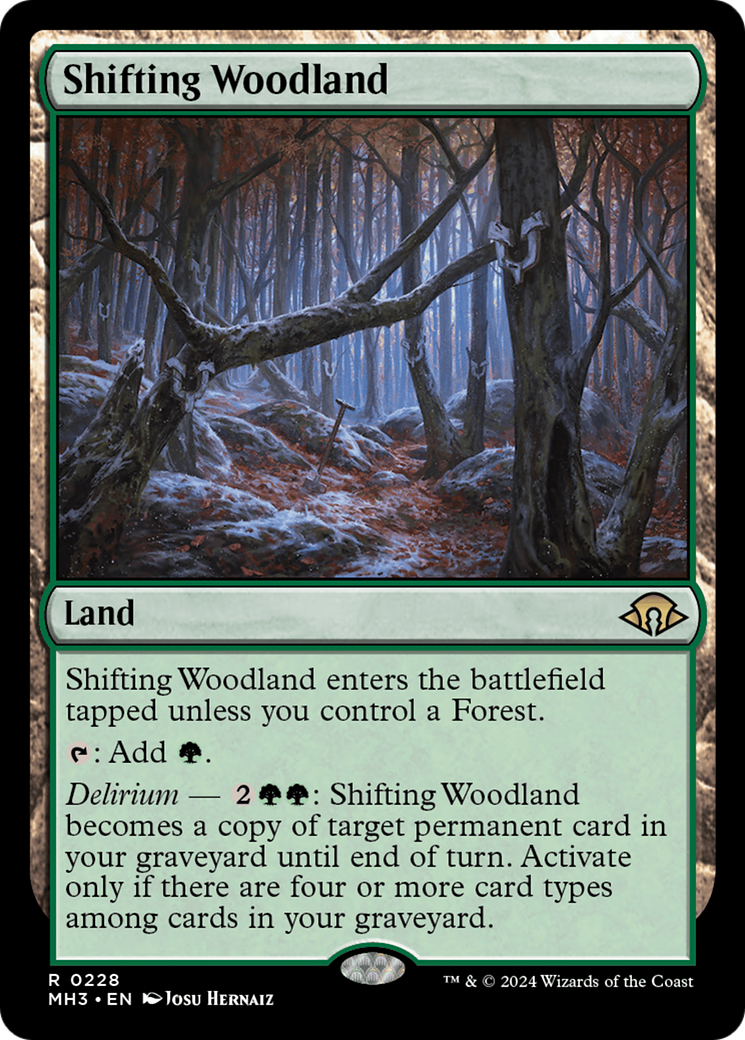 Shifting Woodland
Land
Shifting Woodland enters the battlefield
tapped unless you control a Forest.
: Add .
Delirium — 2: Shifting Woodland
becomes a copy of target permanent card in
your graveyard until end of turn. Activate
only if there are four or more card types
among cards in your graveyard.
R 0228
MH3 • EN Josu Hernaiz
™ & © 2024 Wizards of the Coast